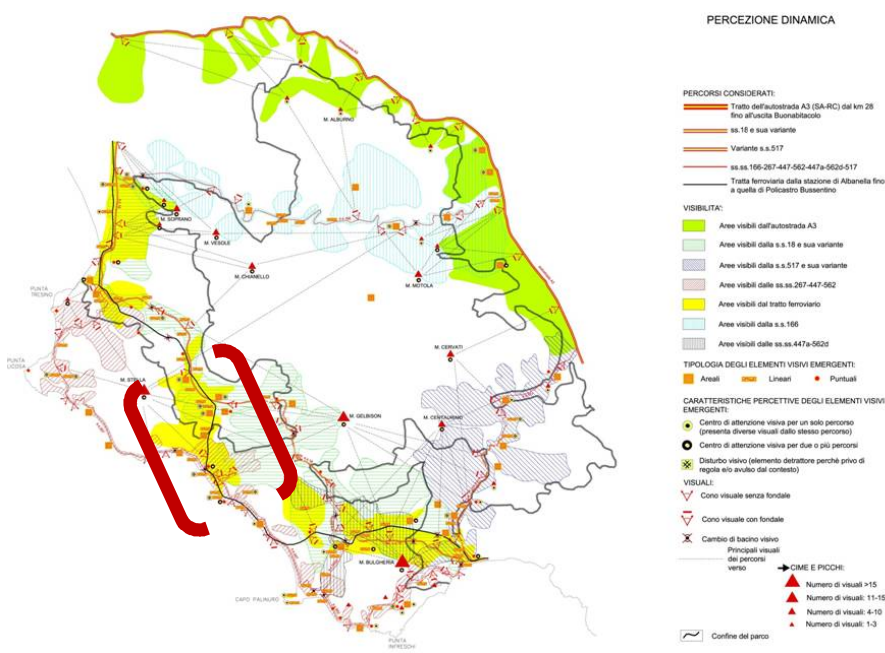 PERCEZIONE DINAMICA
PERCORSI CONSIDERATI:
Tratto dell'autostrada A3 (SA-RC) dal km 28
fino all'uscita Buonabitacolo
ss.18 e sua variante
Variante s.s.517
ss.ss.166-267-447-562-447a-562d-517
Tratta ferroviaria dalla stazione di Albanella fino
a quella di Policastro Bussentino
VISIBILITA':
Aree visibili dall'autostrada A3
Aree visibili dalla s.s.18 e sua variante
Aree visibili dalla s.s.517 e sua variante
Aree visibili dalle ss.ss.267-447-562
Aree visibili dal tratto ferroviario
Aree visibili dalla s.s.166
Aree visibili dalle ss.ss.447a-562d
TIPOLOGIA DEGLI ELEMENTI VISIVI EMERGENTI:
Areali Lineari Puntuali
CARATTERISTICHE PERCETTIVE DEGLI ELEMENTI VISIVI
EMERGENTI:
Centro di attenzione visiva per un solo percorso
(presenta diverse visuali dallo stesso percorso)
Centro di attenzione visiva per due o più percorsi
Disturbo visivo (elemento detrattore perchè privo di
regola e/o avulso dal contesto)
VISUALI:
Cono visuale senza fondale
Cono visuale con fondale
Cambio di bacino visivo
Principali visuali
dei percorsi
verso
CIME E PICCHI:
Numero di visuali >15
Numero di visuali: 11-15
Numero di visuali: 4-10
Numero di visuali: 1-3
Confine del parco
M. ALBURNO
M. SOPRANO
M. VESOLE
M. CHIANELLO
M. MOTOLA
PUNTA
TRESINO
PUNTA
LICOSA
M. STELLA
M. CERVATI
M. GELBISON
M. CENTAURINO
M. BULGHERIA
CAPO PALINURO
PUNTA
INFRESCHI